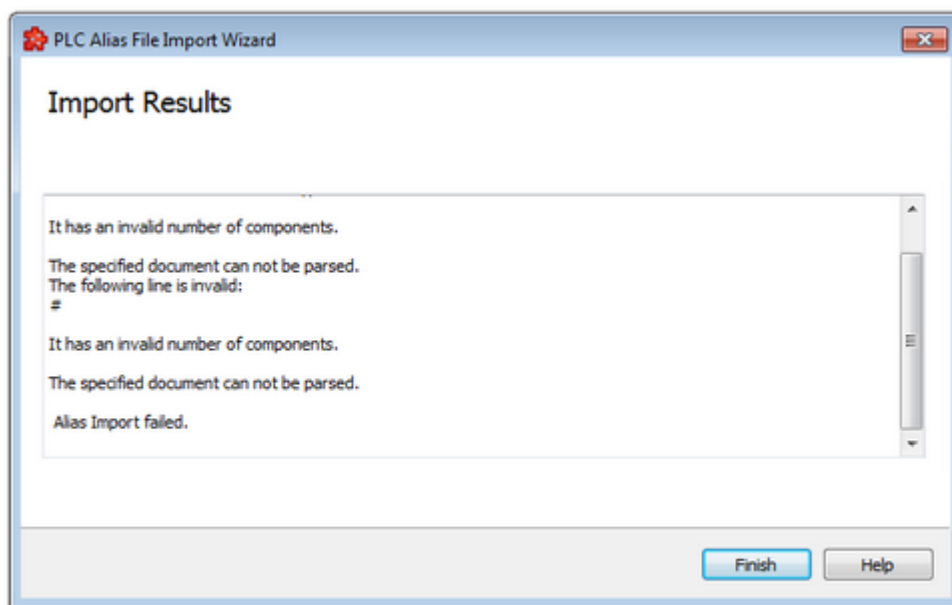 PLC Alias File Import Wizard
Import Results
It has an invalid number of components.
The specified document can not be parsed.
The following line is invalid:
#
It has an invalid number of components.
The specified document can not be parsed.
Alias Import failed.
Finish
Help